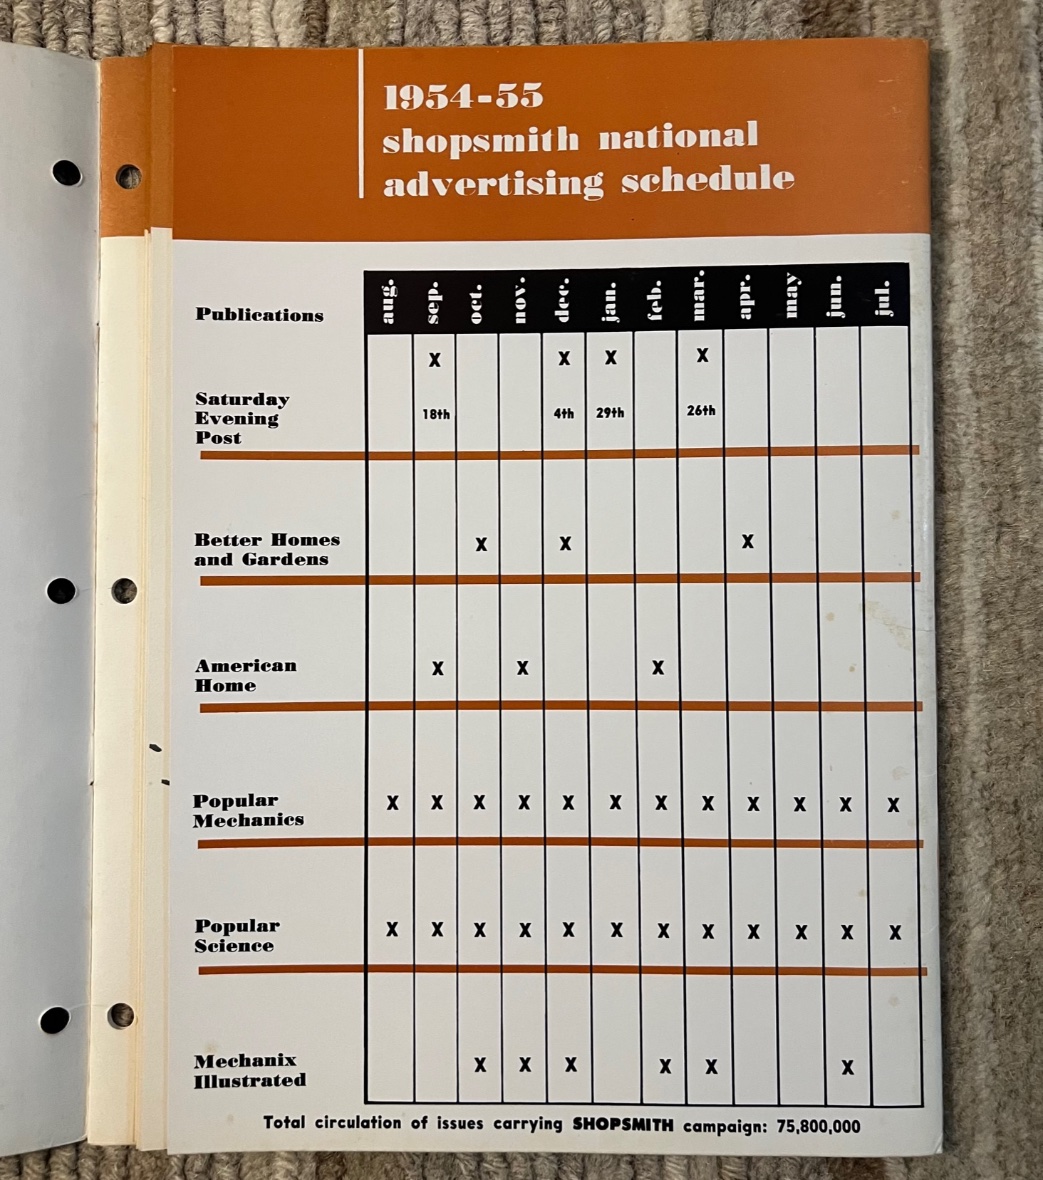 1954-55
shopsmith national
advertising schedule
Publications aug. sep. oct. nov. dec. jan. feb. mar. apr. may jun. jul.
X X X X
Saturday
Evening 18th 4th 29th 26th
Post
Better Homes X X X
and Gardens
American X X X
Home
Popular X X X X X X X X X X X X
Mechanics
Popular X X X X X X X X X X X X
Science
Mechanix X X X X X X
Illustrated
Total circulation of issues carrying SHOPSMITH campaign: 75,800,000